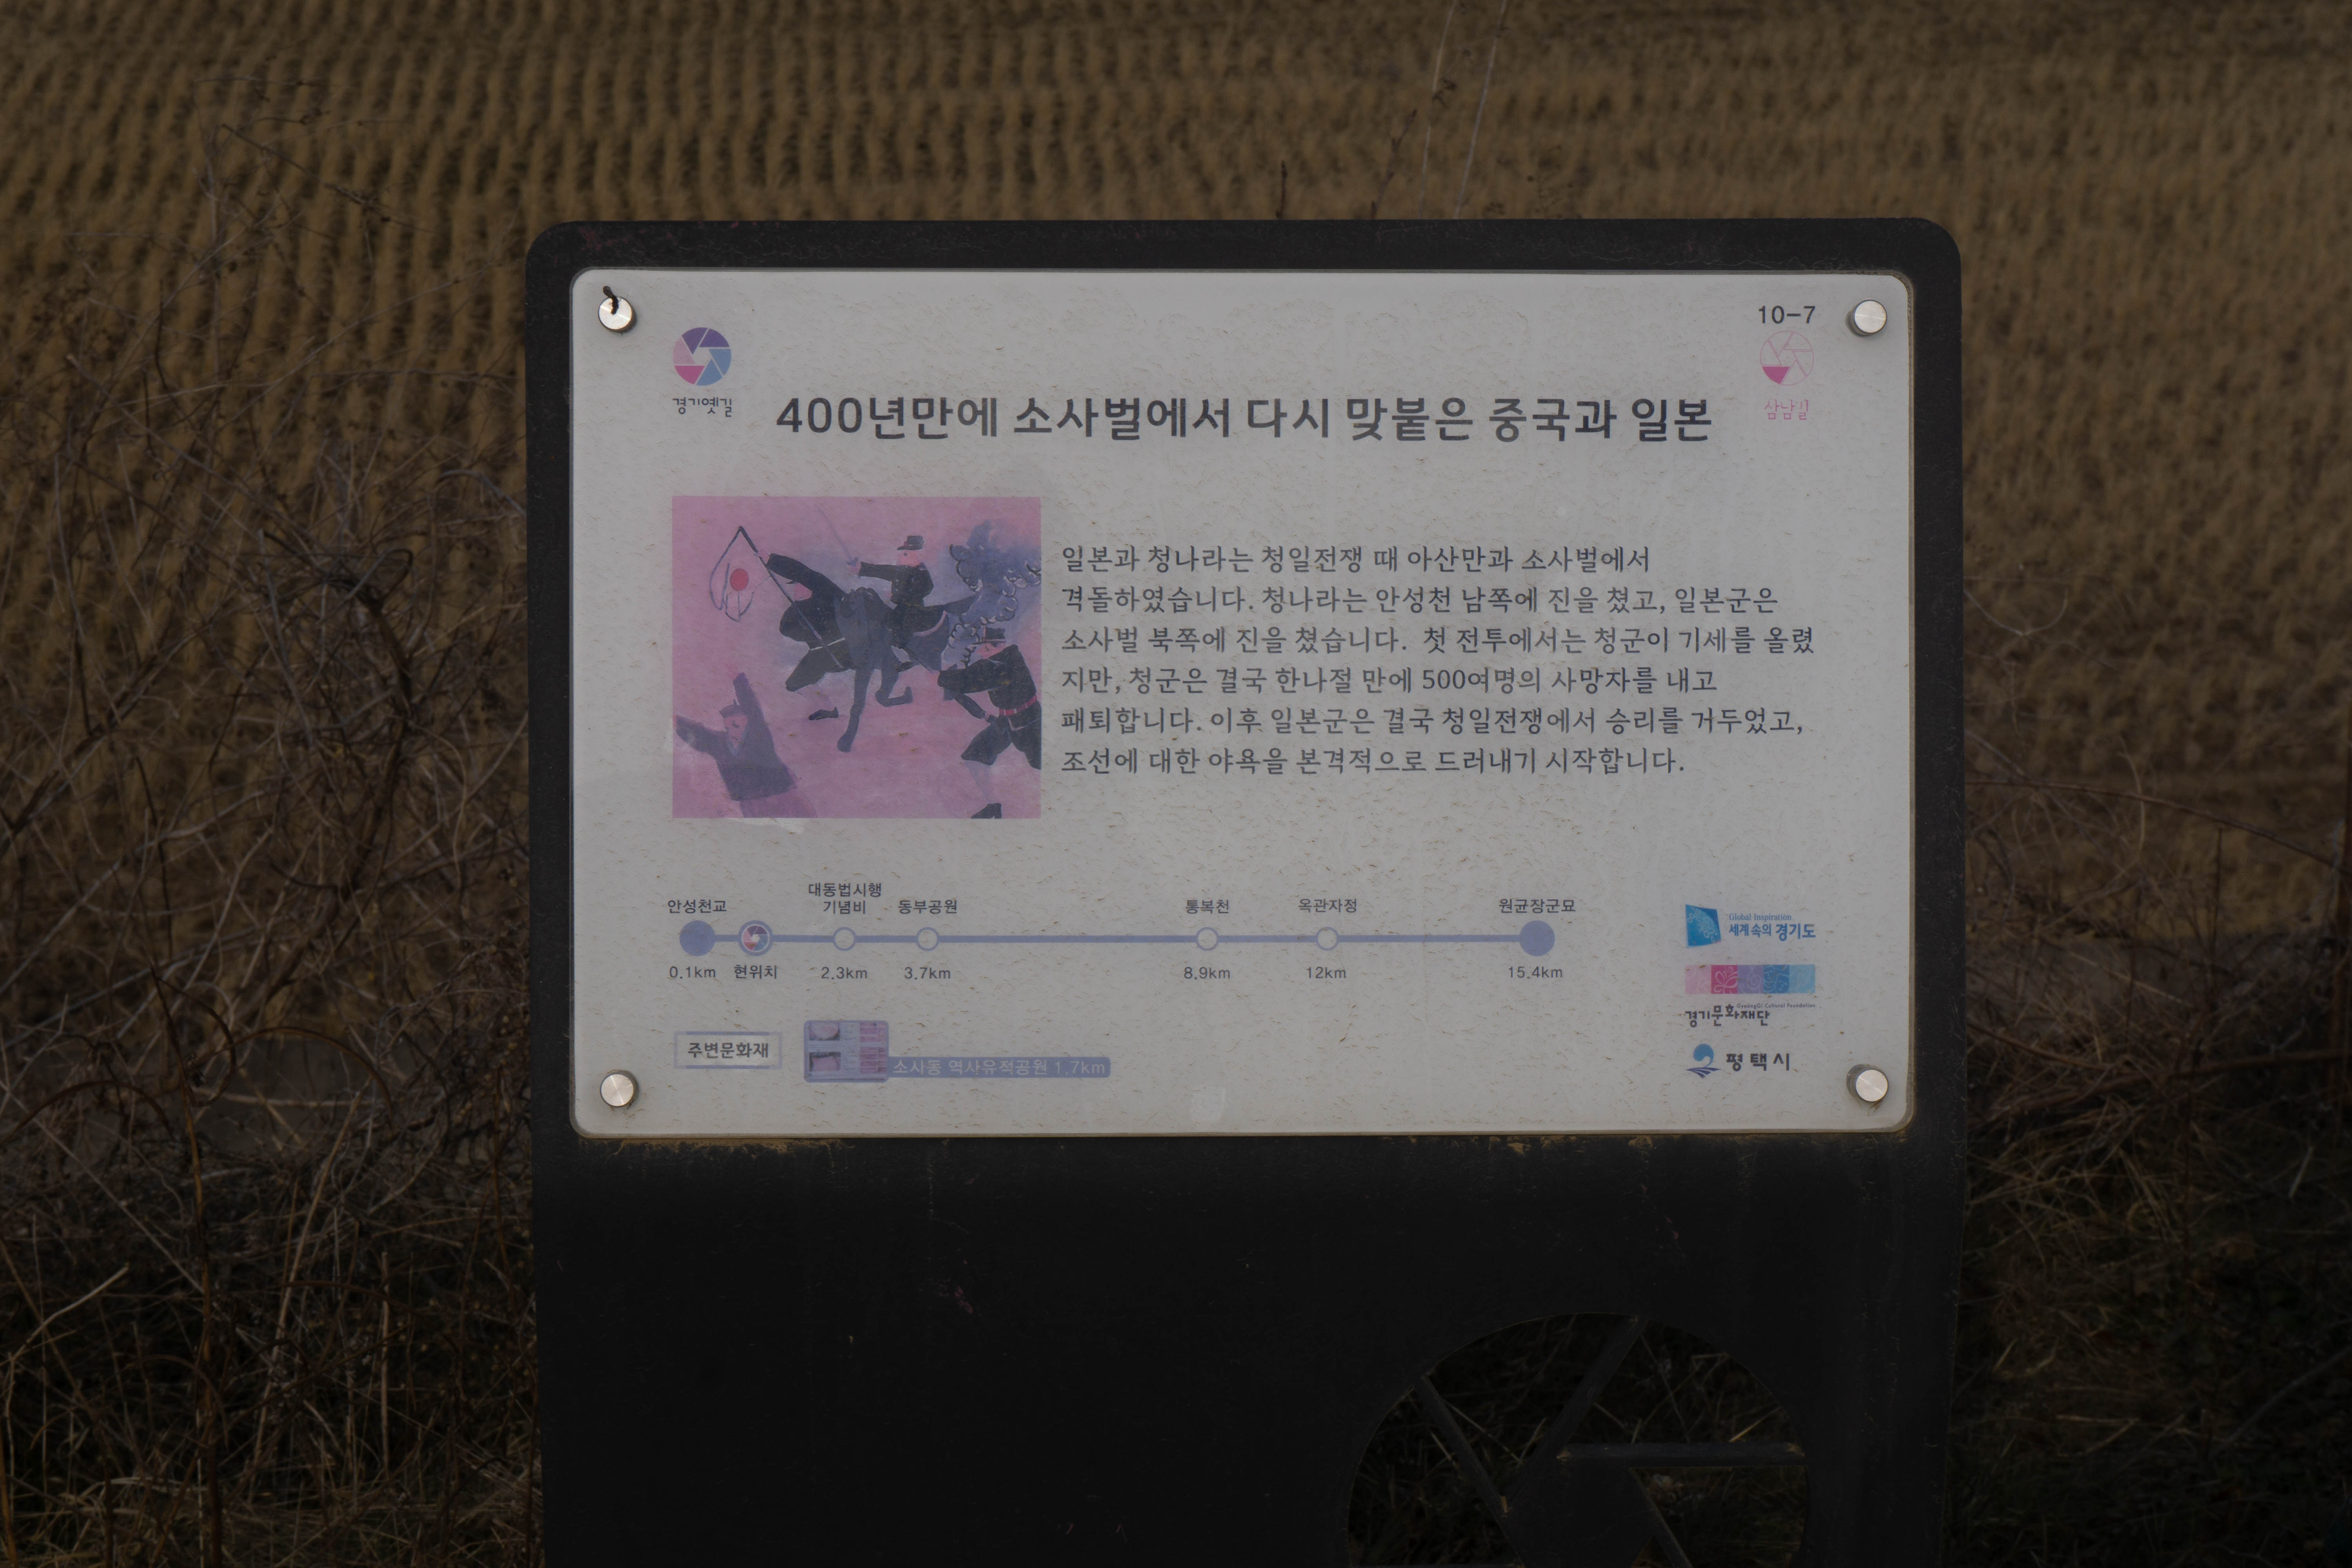 10-7
경기옛길
삼남길
400년만에 소사벌에서 다시 맞붙은 중국과 일본
일본과 청나라는 청일전쟁 때 아산만과 소사벌에서
격돌하였습니다. 청나라는 안성천 남쪽에 진을 쳤고, 일본군은
소사벌 북쪽에 진을 쳤습니다. 첫 전투에서는 청군이 기세를 올렸
지만, 청군은 결국 한나절 만에 500여명의 사망자를 내고
패퇴합니다. 이후 일본군은 결국 청일전쟁에서 승리를 거두었고,
조선에 대한 야욕을 본격적으로 드러내기 시작합니다.
안성천교
대동법시행
기념비
동부공원
통복천
옥관자정
원균장군묘
0.1km 현위치 2.3km 3.7km 8.9km 12km 15.4km
주변문화재
소사동 역사유적공원 1.7km
Global Inspiration
세계 속의 경기도
GyeongGi Cultural Foundation
경기문화재단
평택시